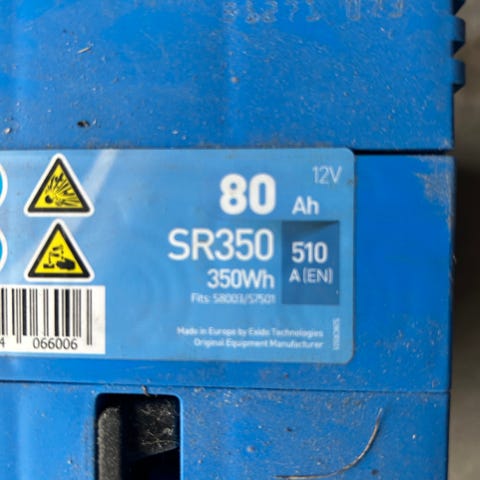 12V
80 Ah
SR350
510
350Wh
A (EN)
Fits: S8003/S7501
Made in Europe by Exide Technologies
Original Equipment Manufacturer
4 066006